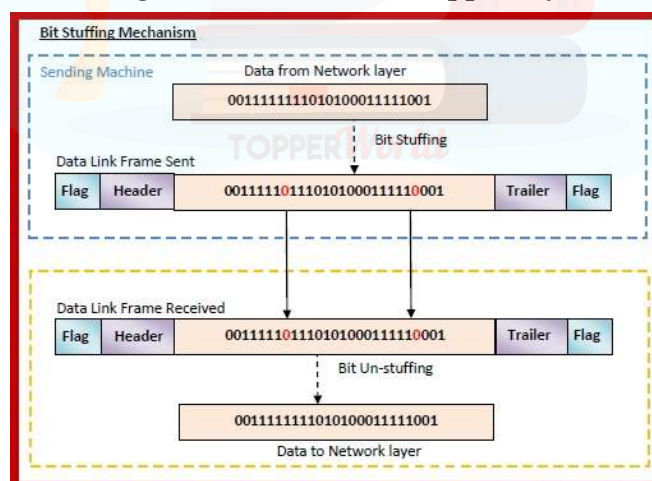 Bit Stuffing Mechanism
Sending Machine
Data from Network layer
0011111111010100011111001
Bit Stuffing
TOPPER World
Data Link Frame Sent
Flag Header 001111101110101000111110001 Trailer Flag
Data Link Frame Received
Flag Header 001111101110101000111110001 Trailer Flag
Bit Un-stuffing
0011111111010100011111001
Data to Network layer